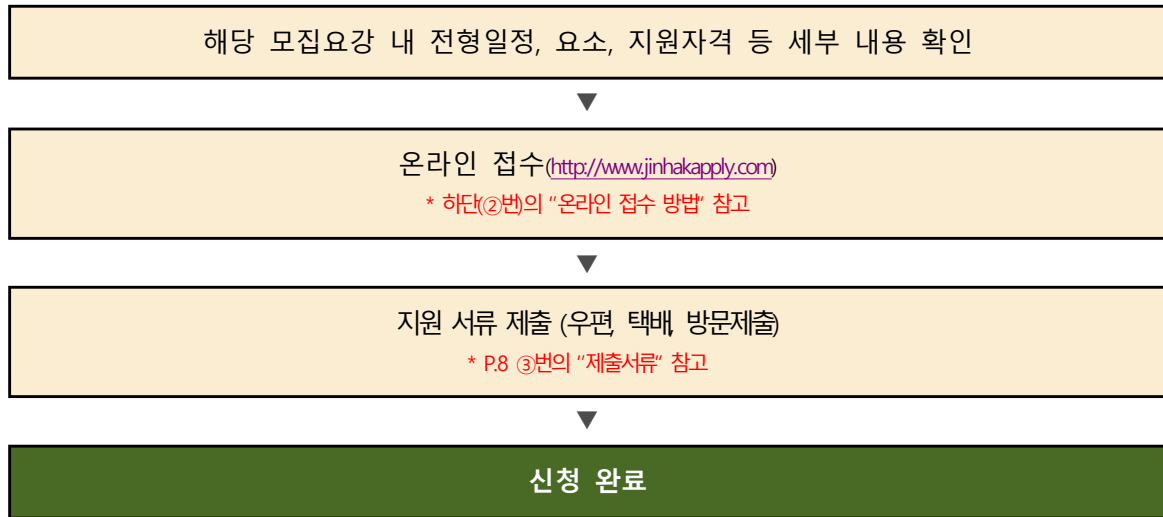 해당 모집요강 내 전형일정, 요소, 지원자격 등 세부 내용 확인
▼
온라인 접수(http://www.jinhakapply.com)
* 하단(②번)의 "온라인 접수 방법" 참고
▼
지원 서류 제출 (우편, 택배, 방문제출)
* P.8 ③번의 "제출서류" 참고
▼
신청 완료